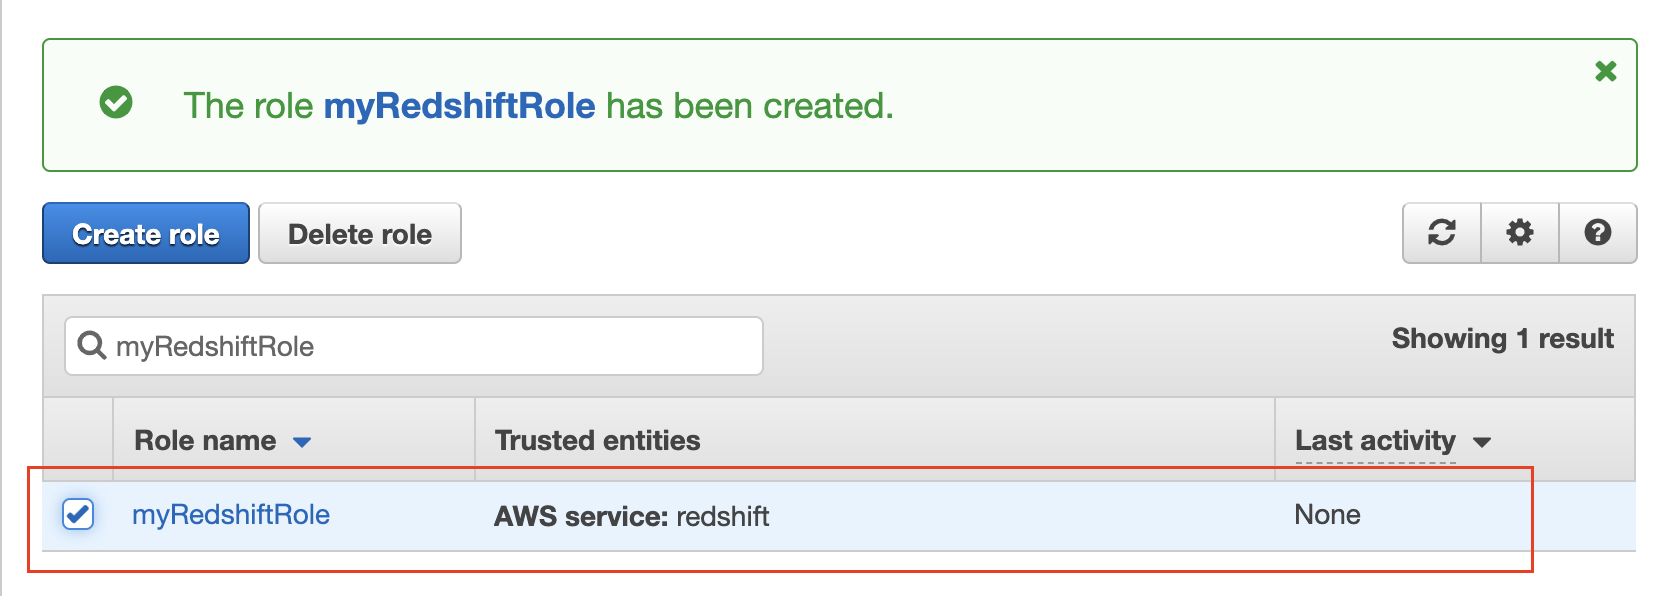 The role myRedshiftRole has been created.
Create role
Delete role
myRedshiftRole
Showing 1 result
Role name
Trusted entities
Last activity
myRedshiftRole
AWS service: redshift
None